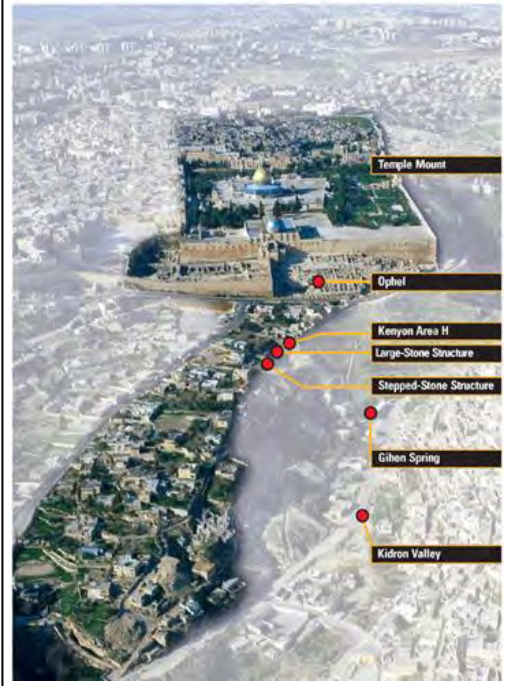 Temple Mount
Ophel
Kenyon Area H
Large-Stone Structure
Stepped-Stone Structure
Gihon Spring
Kidron Valley